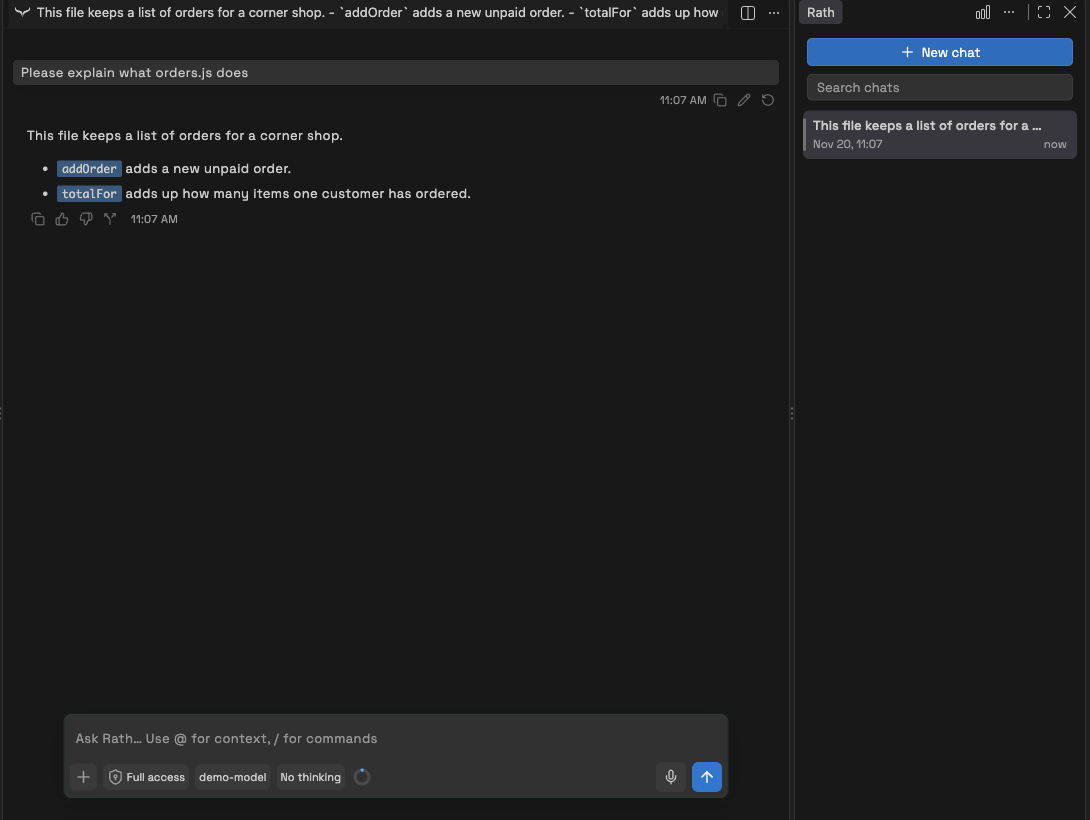 This file keeps a list of orders for a corner shop. - `addOrder` adds a new unpaid order. - `totalFor` adds up how
Please explain what orders.js does
11:07 AM
This file keeps a list of orders for a corner shop.
• addOrder adds a new unpaid order.
• totalFor adds up how many items one customer has ordered.
11:07 AM
Ask Rath... Use @ for context, / for commands
Full access demo-model No thinking
Rath
+ New chat
Search chats
This file keeps a list of orders for a ...
Nov 20, 11:07 now